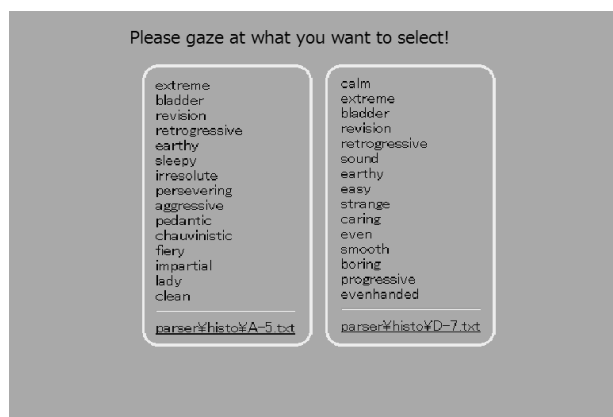 Please gaze at what you want to select!
extreme
bladder
revision
retrogressive
earthy
sleepy
irresolute
persevering
aggressive
pedantic
chauvinistic
fiery
impartial
lady
clean
parser¥histo¥A-5.txt
calm
extreme
bladder
revision
retrogressive
sound
earthy
easy
strange
caring
even
smooth
boring
progressive
evenhanded
parser¥histo¥D-7.txt